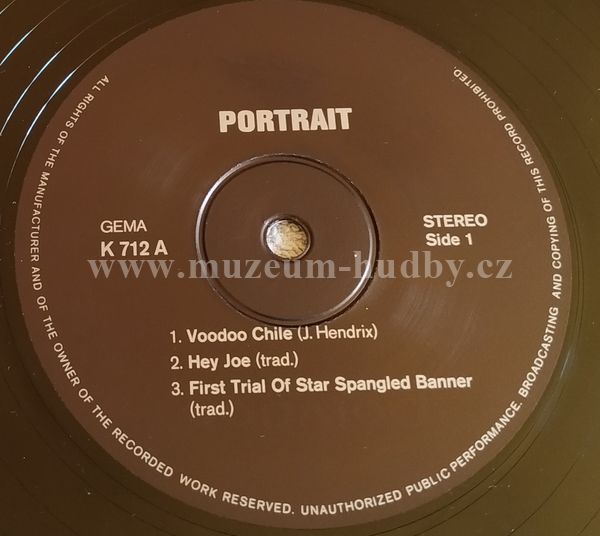 PORTRAIT
GEMA
K 712 A
STEREO
Side 1
www.muzeum-hudby.cz
1. Voodoo Chile (J. Hendrix)
2. Hey Joe (trad.)
3. First Trial Of Star Spangled Banner
(trad.)
ALL RIGHTS OF THE MANUFACTURER AND OF THE OWNER OF THE RECORDED WORK RESERVED. UNAUTHORIZED PUBLIC PERFORMANCE. BROADCASTING AND COPYING OF THIS RECORD PROHIBITED.